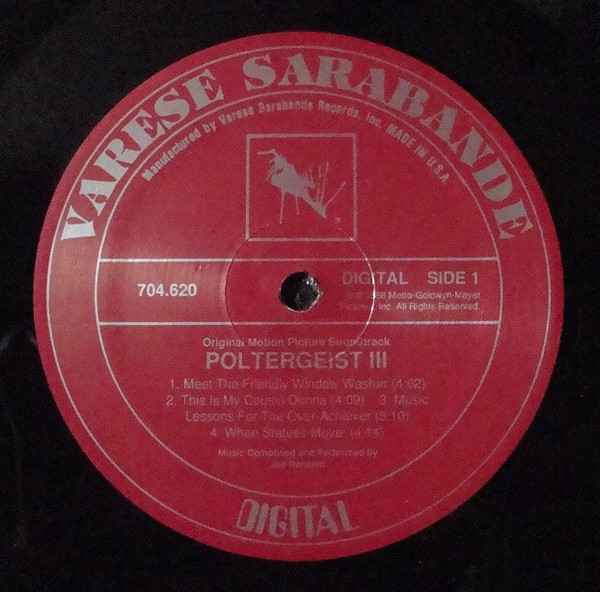 VARESE SARABANDE
Manufactured by Varese Sarabande Records, Inc. MADE IN U.S.A.
704.620
DIGITAL SIDE 1
1988 Metro-Goldwyn-Mayer
Pictures, Inc. All Rights Reserved.
Original Motion Picture Soundtrack
POLTERGEIST III
1. Meet The Friendly Window Washer (4:02)
2. This Is My Cousin Donna (4:09) 3. Music
Lessons For The Over-Achiever (5:10)
4. When Statues Move (4:14)
Music Composed and Performed by
Joe Renzetti
DIGITAL